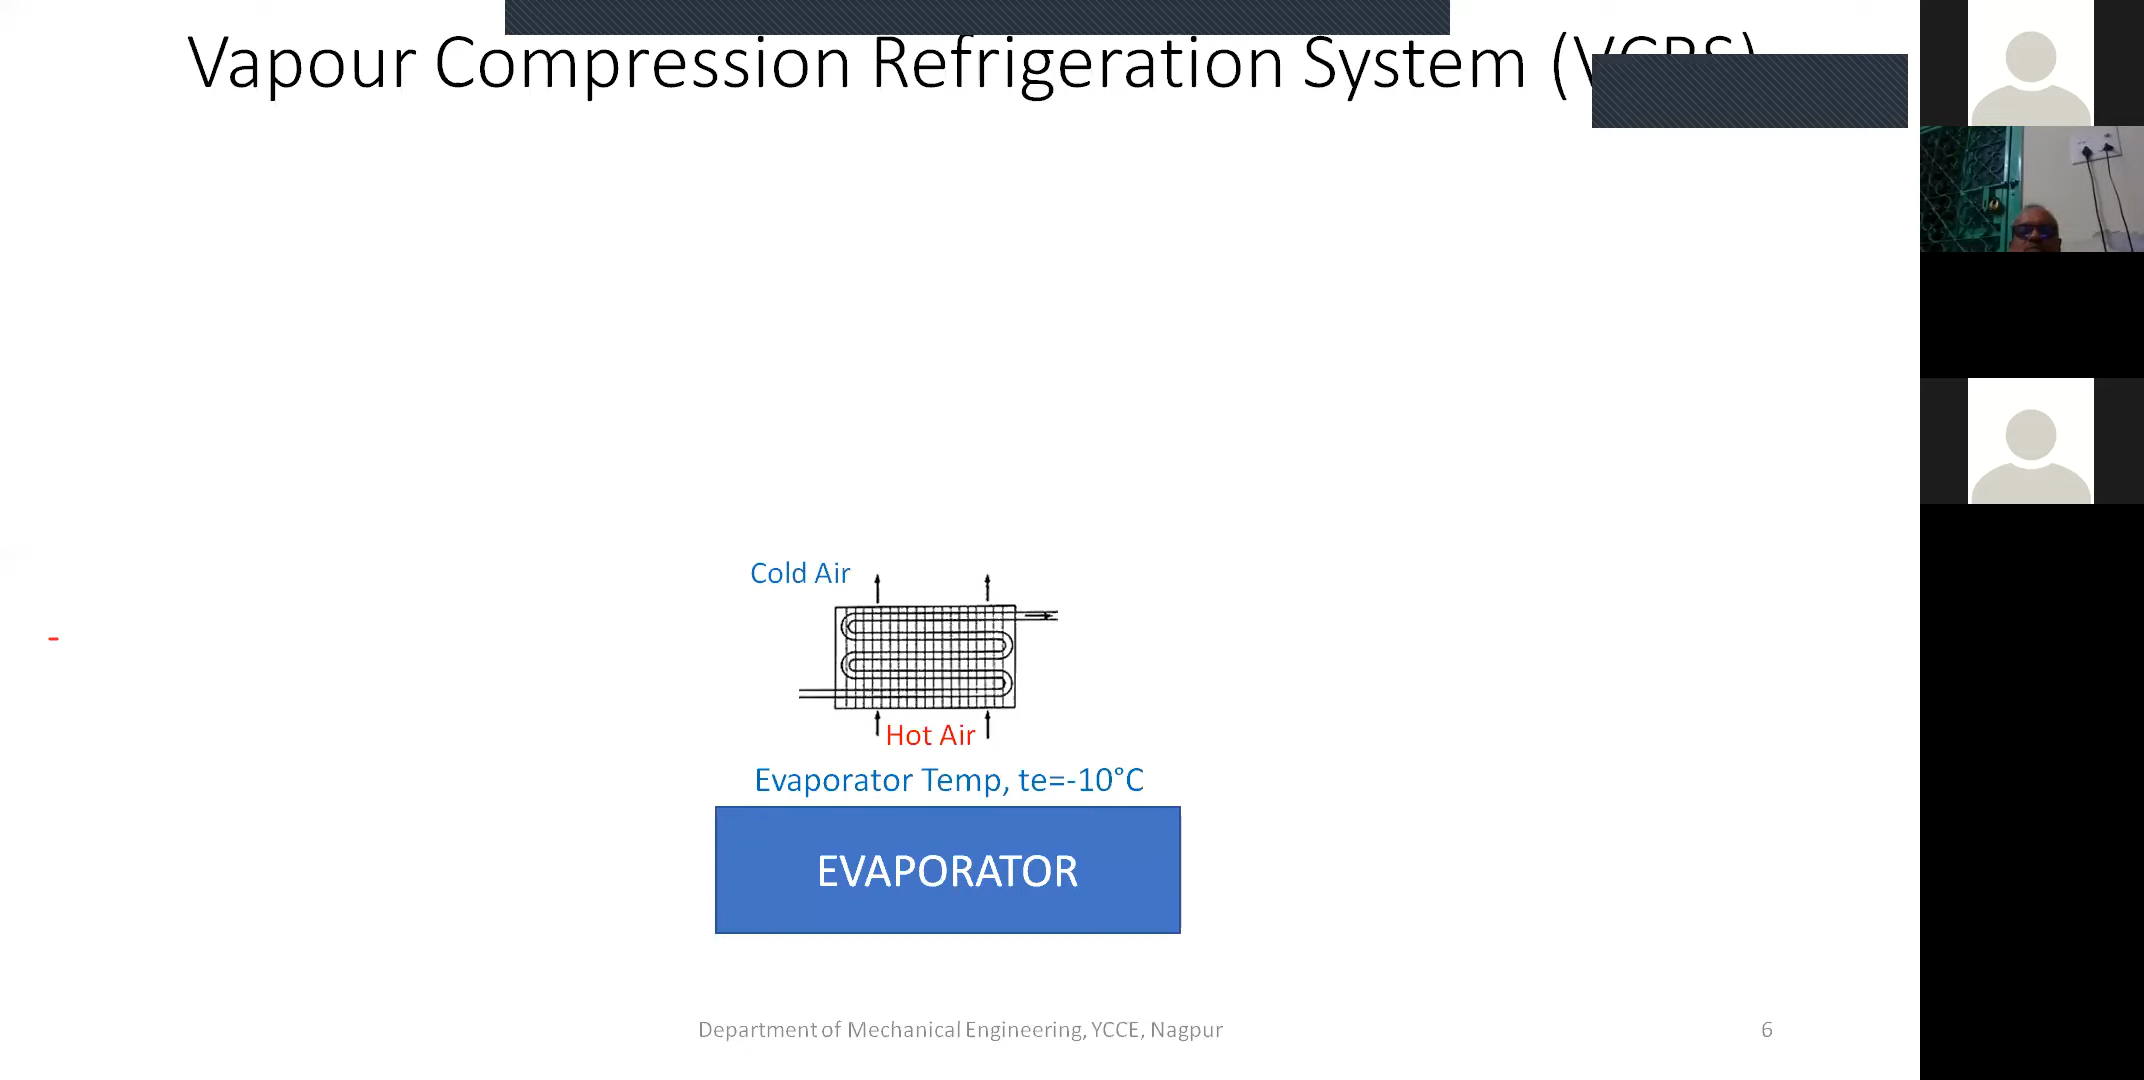 Vapour Compression Refrigeration System (VCRS)
Cold Air
-
Hot Air
Evaporator Temp, te=-10°C
EVAPORATOR
Department of Mechanical Engineering, YCCE, Nagpur
6